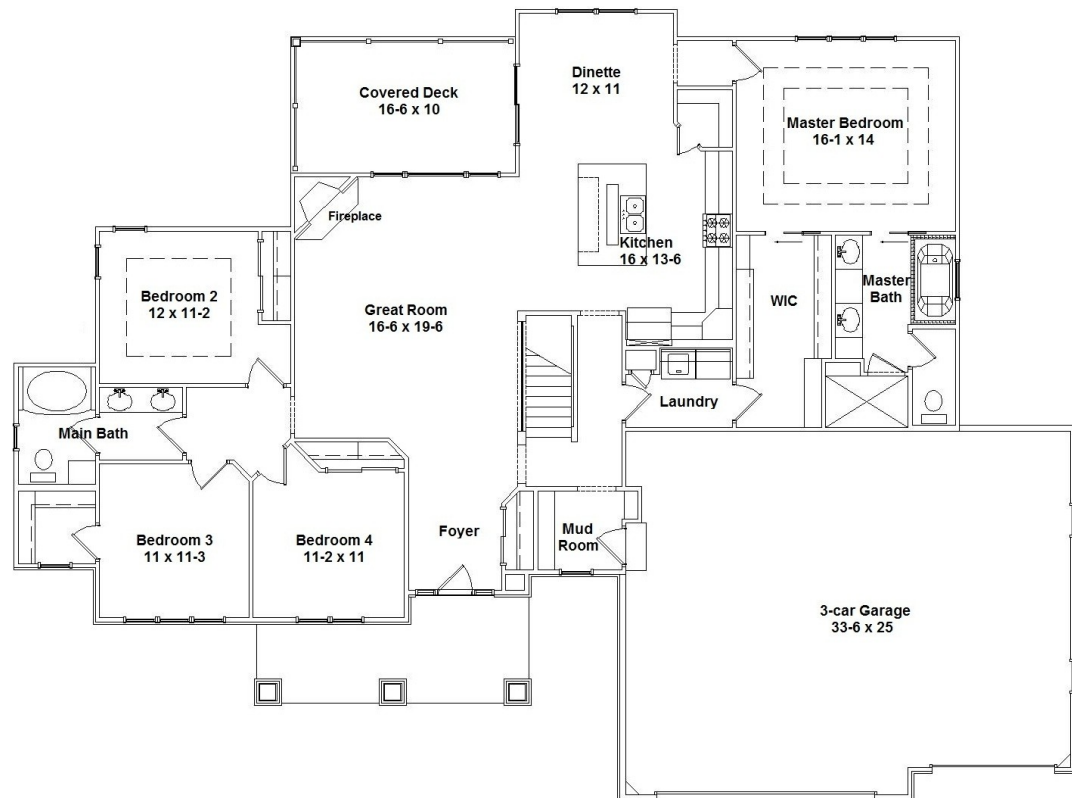 Dinette
12 x 11
Covered Deck
16-6 x 10
Master Bedroom
16-1 x 14
Fireplace
Kitchen
16 x 13-6
Bedroom 2
12 x 11-2
Great Room
16-6 x 19-6
WIC
Master
Bath
Laundry
Main Bath
Bedroom 3
11 x 11-3
Bedroom 4
11-2 x 11
Foyer
Mud
Room
3-car Garage
33-6 x 25